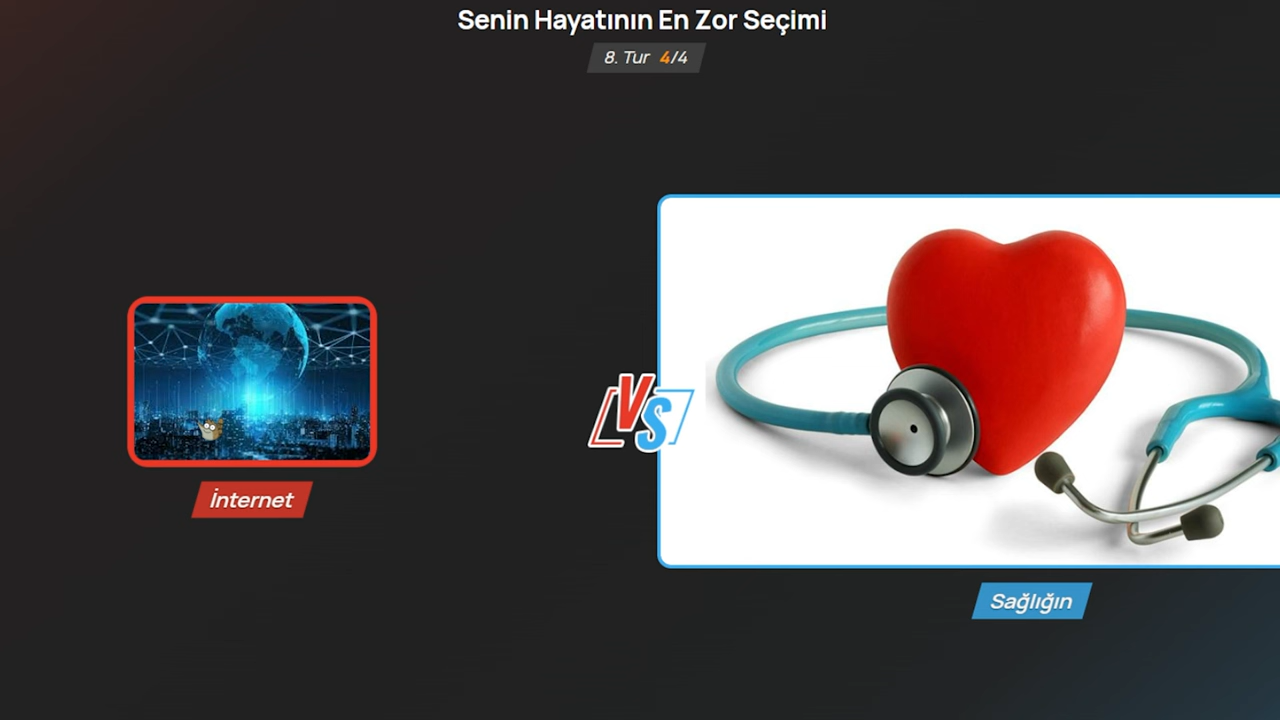 Senin Hayatının En Zor Seçimi
8. Tur 4/4
VS
İnternet
Sağlığın